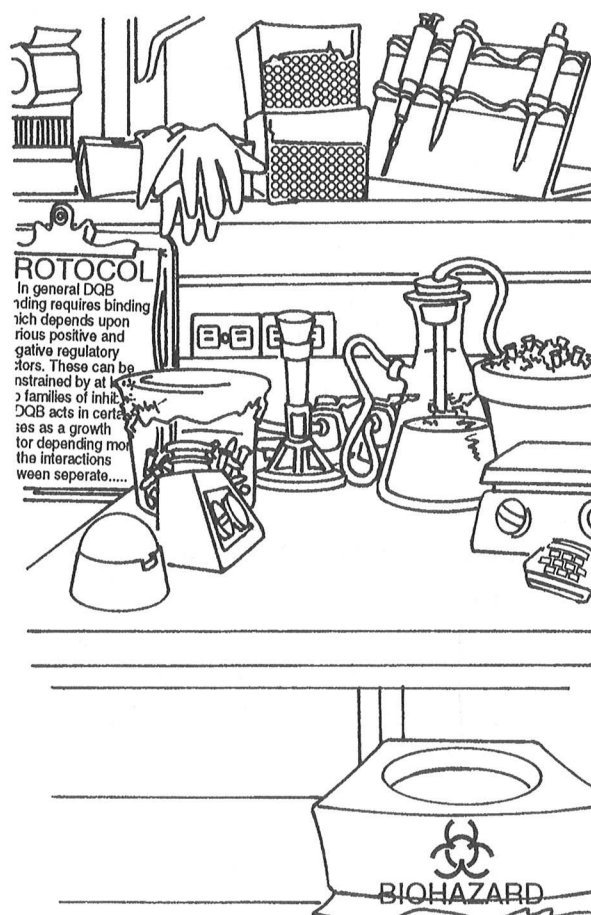 ROTOCOL
In general DQB
nding requires binding
hich depends upon
rious positive and
gative regulatory
ctors. These can be
nstrained by at
families of inhib
DQB acts in certa
ses as a growth
tor depending mor
the interactions
ween seperate.....
BIOHAZARD